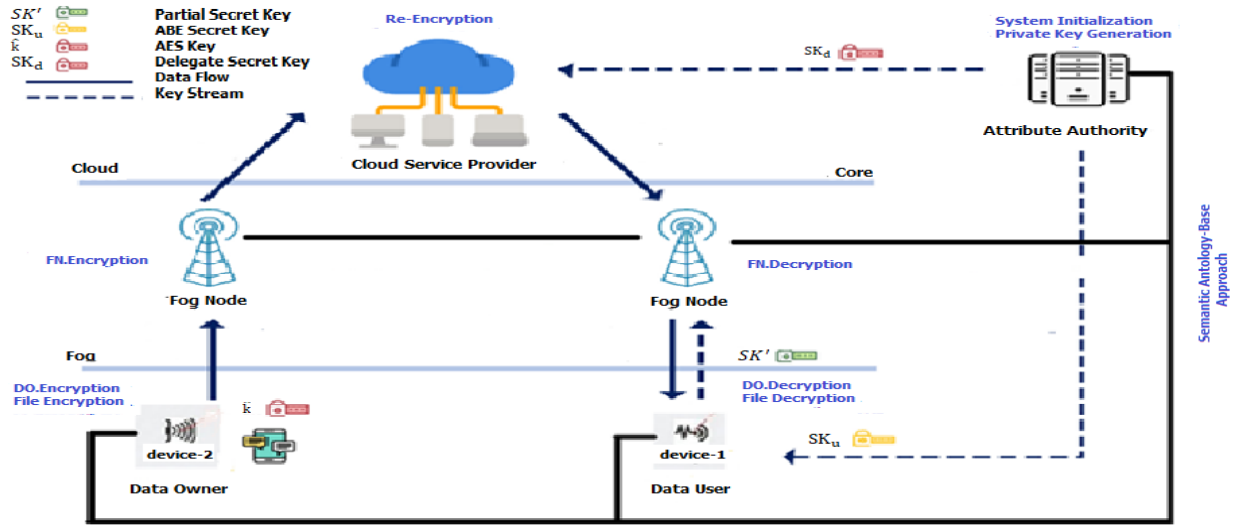 SK' Partial Secret Key
SKu ABE Secret Key
k̂ AES Key
SKd Delegate Secret Key
Data Flow
Key Stream
Re-Encryption
System Initialization
Private Key Generation
SKd
Attribute Authority
Cloud Service Provider
Cloud
Core
FN.Encryption
FN.Decryption
Fog Node
Fog Node
Semantic Antology-Base
Approach
Fog
SK'
DO.Encryption
File Encryption
DO.Decryption
File Decryption
k̂
device-2
device-1
SKu
Data Owner
Data User